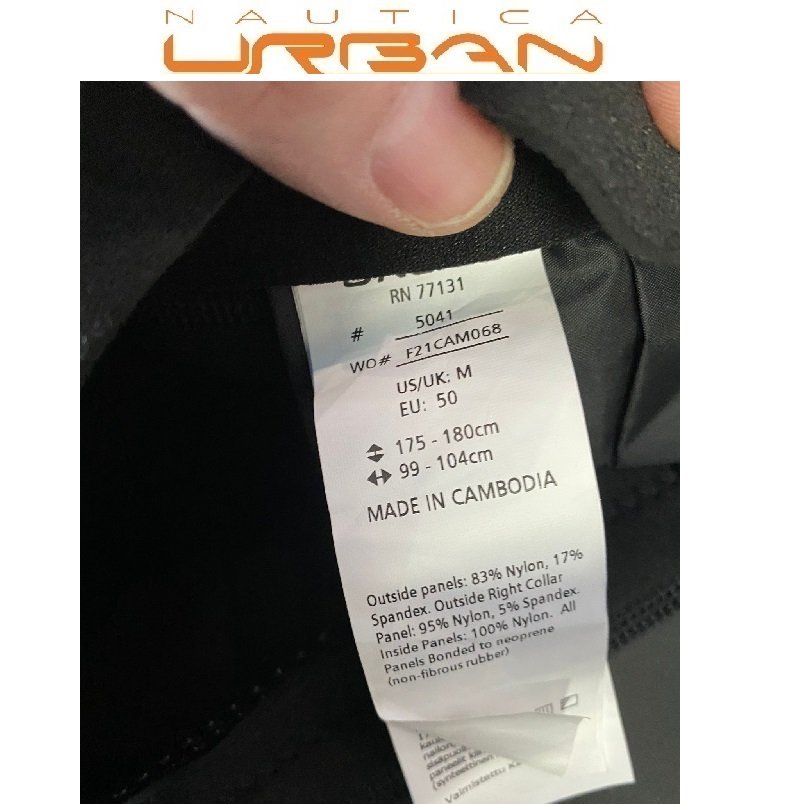 NAUTICA
URBAN
RN 77131
# 5041
WO# F21CAM068
US/UK: M
EU: 50
175 - 180cm
99 - 104cm
MADE IN CAMBODIA
Outside panels: 83% Nylon, 17%
Spandex. Outside Right Collar
Panel: 95% Nylon, 5% Spandex.
Inside Panels: 100% Nylon. All
Panels Bonded to neoprene
(non-fibrous rubber)
(synteettinen
Valmistettu